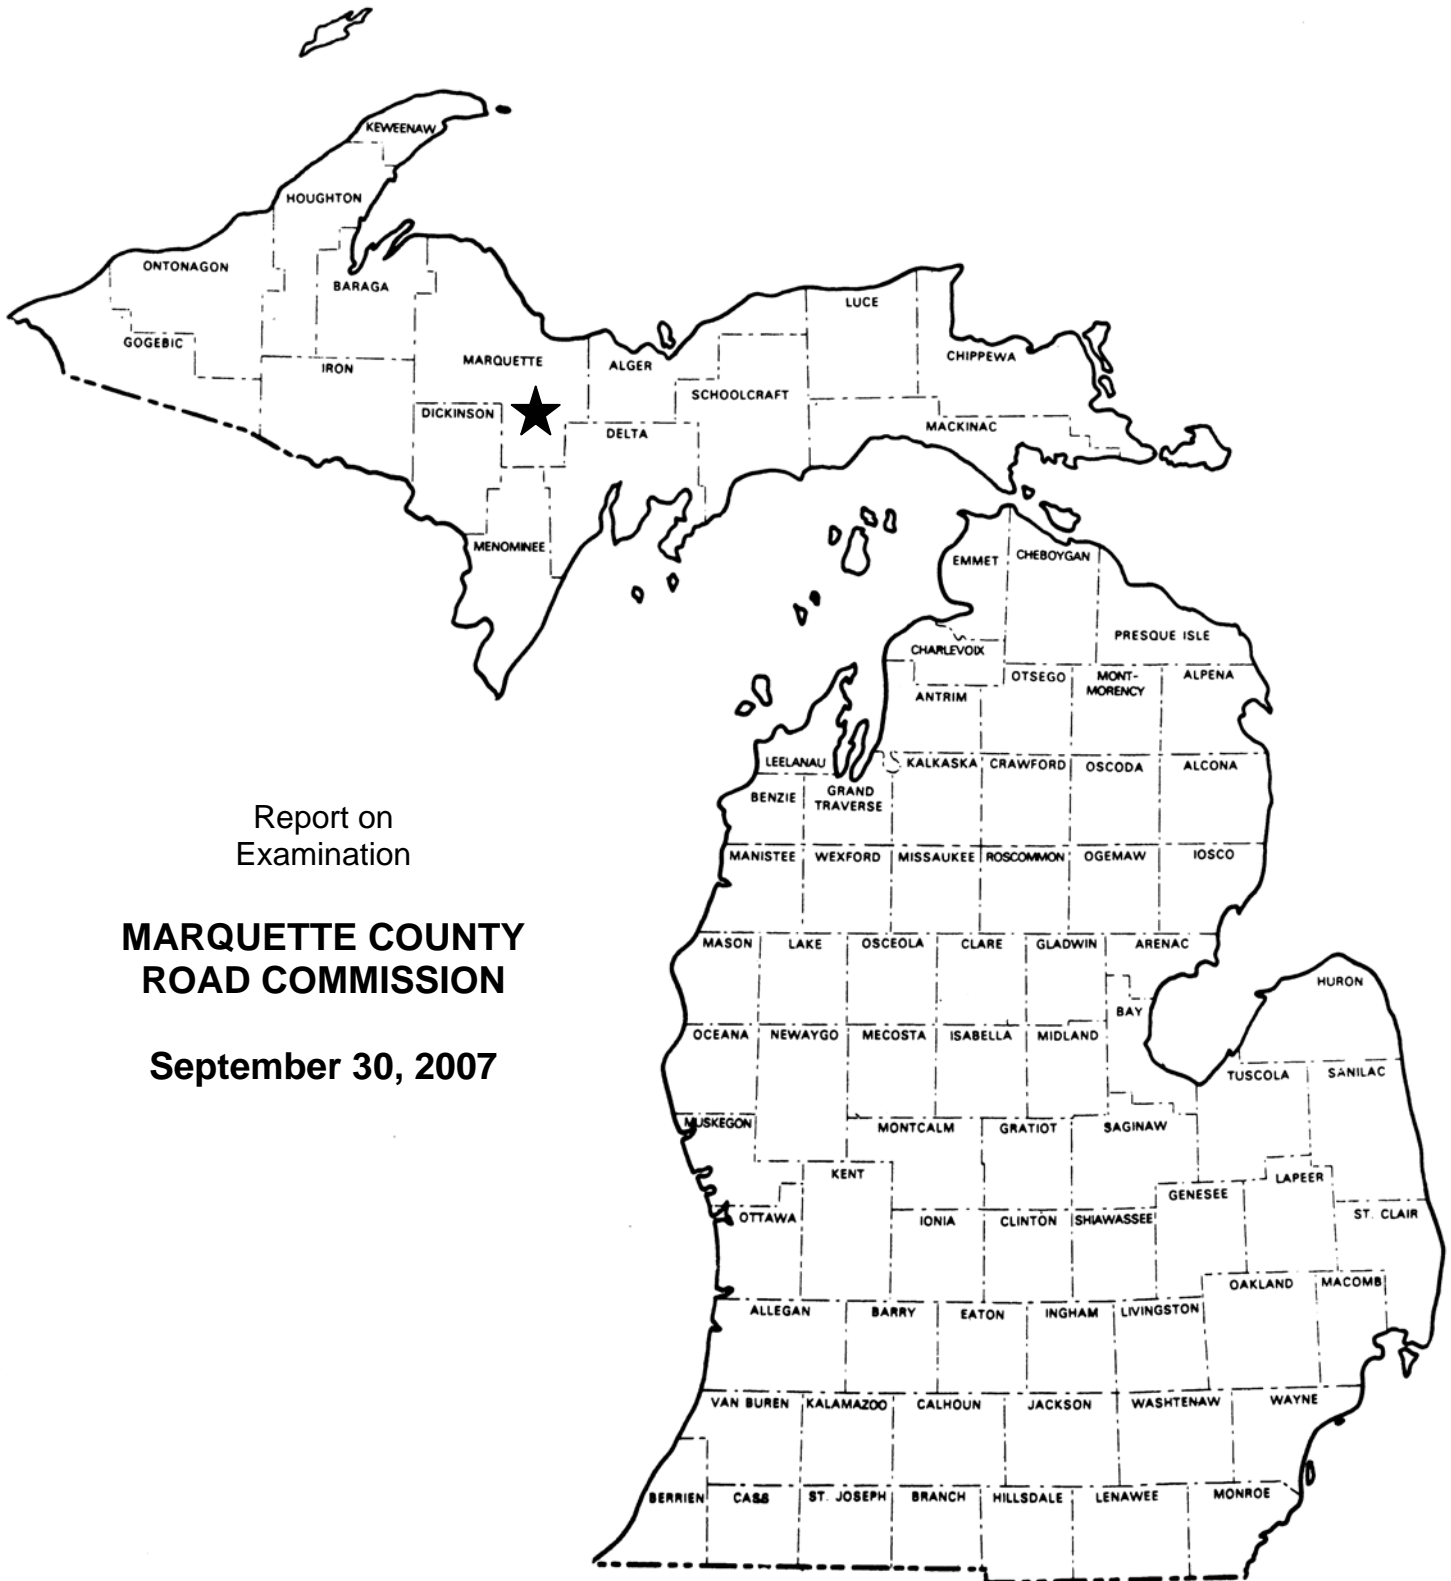 KEWEENAW
HOUGHTON
ONTONAGON
BARAGA
LUCE
GOGEBIC
IRON
MARQUETTE
ALGER
CHIPPEWA
SCHOOLCRAFT
DICKINSON
DELTA
MACKINAC
MENOMINEE
EMMET
CHEBOYGAN
PRESQUE ISLE
CHARLEVOIX
OTSEGO
MONT-
MORENCY
ALPENA
ANTRIM
LEELANAU
KALKASKA
CRAWFORD
OSCODA
ALCONA
BENZIE
GRAND
TRAVERSE
Report on
Examination
MANISTEE
WEXFORD
MISSAUKEE
ROSCOMMON
OGEMAW
IOSCO
MARQUETTE COUNTY
ROAD COMMISSION
September 30, 2007
MASON
LAKE
OSCEOLA
CLARE
GLADWIN
ARENAC
HURON
BAY
OCEANA
NEWAYGO
MECOSTA
ISABELLA
MIDLAND
TUSCOLA
SANILAC
MUSKEGON
MONTCALM
GRATIOT
SAGINAW
KENT
GENESEE
LAPEER
OTTAWA
IONIA
CLINTON
SHIAWASSEE
ST. CLAIR
OAKLAND
MACOMB
ALLEGAN
BARRY
EATON
INGHAM
LIVINGSTON
VAN BUREN
KALAMAZOO
CALHOUN
JACKSON
WASHTENAW
WAYNE
BERRIEN
CASS
ST. JOSEPH
BRANCH
HILLSDALE
LENAWEE
MONROE